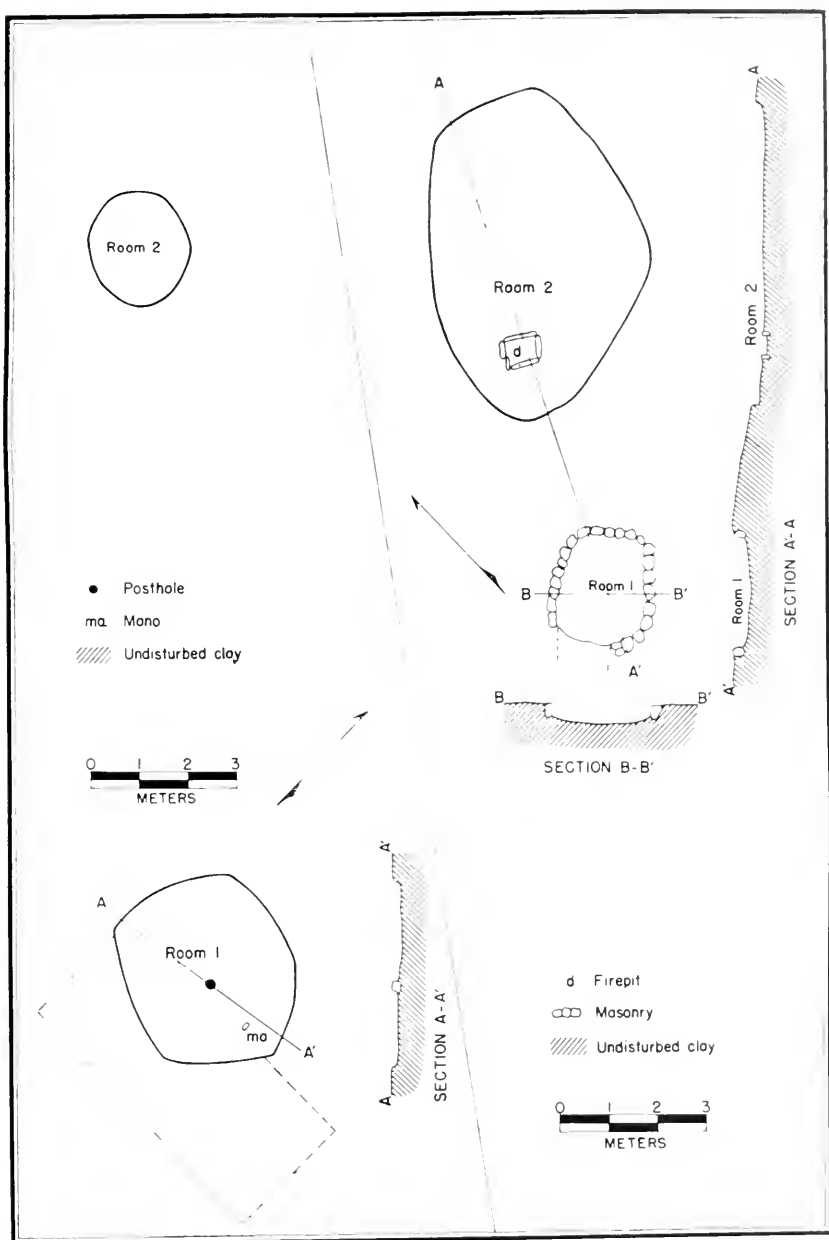 Room 2
● Posthole
ma Mano
Undisturbed clay
0 1 2 3
METERS
A
Room 1
ma
A'
A'
A
SECTION A-A'
A
Room 2
d
B
Room 1
B'
A'
B
B'
SECTION B-B'
A
Room 2
Room 1
A'
SECTION A'-A
d Firepit
Masonry
Undisturbed clay
0 1 2 3
METERS